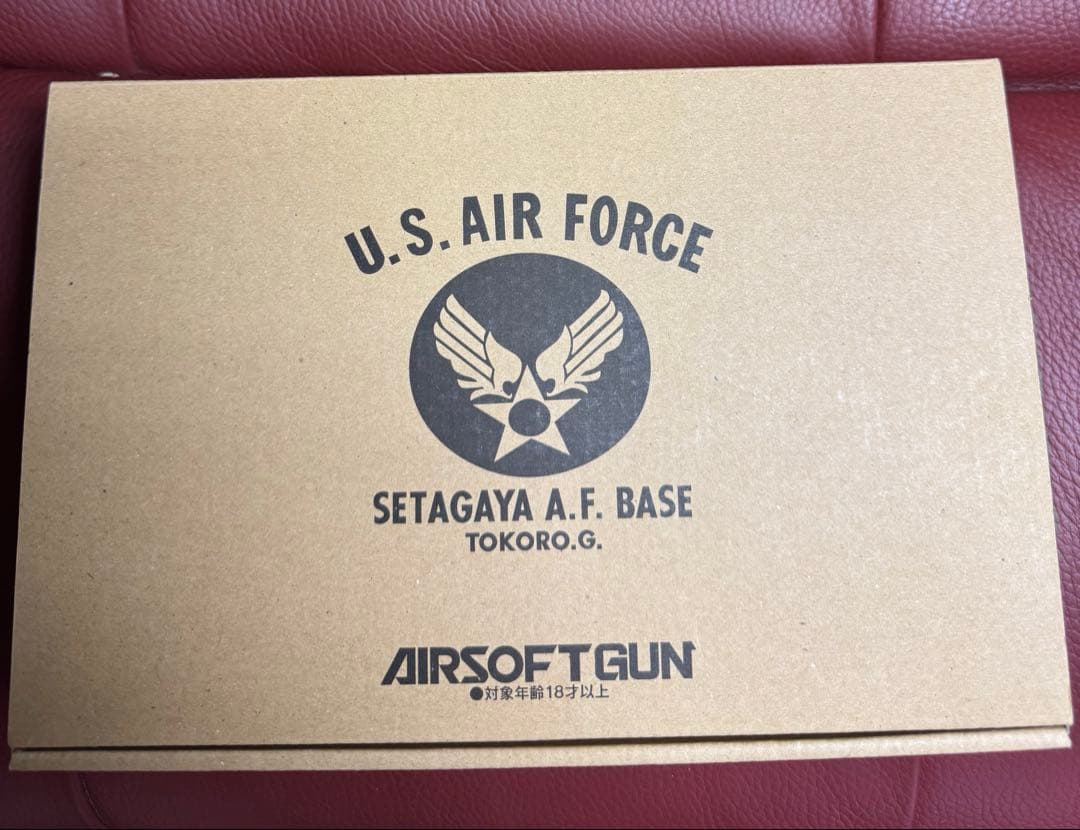 U.S. AIR FORCE
SETAGAYA A.F. BASE
TOKORO.G.
AIRSOFTGUN
●対象年齢18才以上